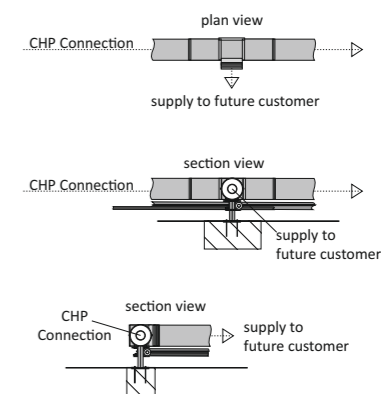 plan view
CHP Connection
supply to future customer
section view
CHP Connection
supply to
future customer
section view
CHP
Connection
supply to
future customer